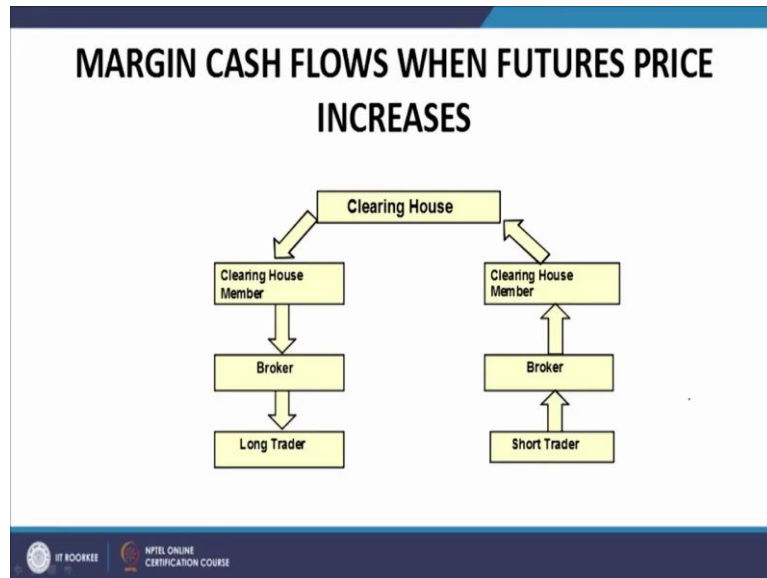 MARGIN CASH FLOWS WHEN FUTURES PRICE
INCREASES
Clearing House
Clearing House
Member
Broker
Long Trader
Clearing House
Member
Broker
Short Trader
IIT ROORKEE
NPTEL ONLINE
CERTIFICATION COURSE